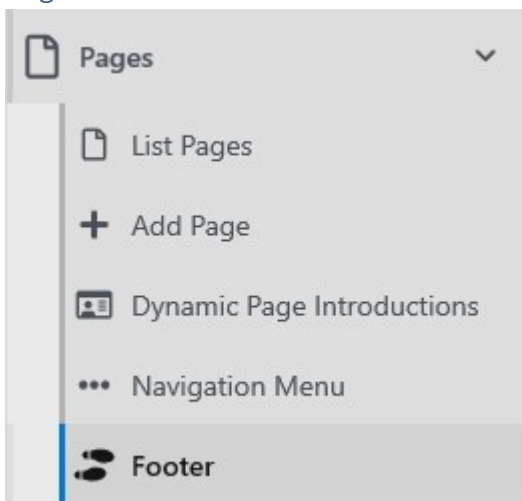 Pages
List Pages
Add Page
Dynamic Page Introductions
Navigation Menu
Footer